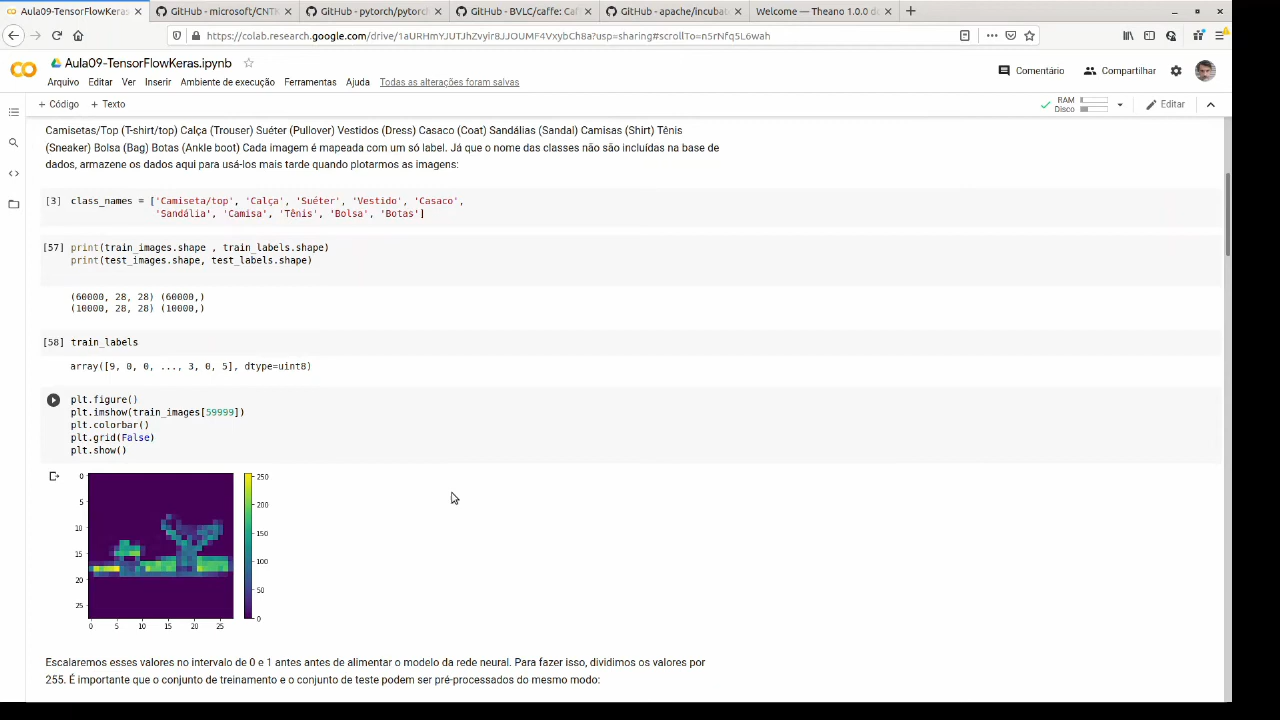 Aula09-TensorFlowKeras
GitHub - microsoft/CNTK
GitHub - pytorch/pytorch
GitHub - BVLC/caffe: Caf
GitHub - apache/incubat
Welcome — Theano 1.0.0 d
https://colab.research.google.com/drive/1aURHmYJUTJhZvyir8JJOUMF4VxybCh8a?usp=sharing#scrollTo=n5rNfq5L6wah
Aula09-TensorFlowKeras.ipynb
Arquivo Editar Ver Inserir Ambiente de execução Ferramentas Ajuda Todas as alterações foram salvas
Comentário Compartilhar
+ Código + Texto
RAM
Disco
Editar
Camisetas/Top (T-shirt/top) Calça (Trouser) Suéter (Pullover) Vestidos (Dress) Casaco (Coat) Sandálias (Sandal) Camisas (Shirt) Tênis
(Sneaker) Bolsa (Bag) Botas (Ankle boot) Cada imagem é mapeada com um só label. Já que o nome das classes não são incluídas na base de
dados, armazene os dados aqui para usá-los mais tarde quando plotarmos as imagens:
[3] class_names = ['Camiseta/top', 'Calça', 'Suéter', 'Vestido', 'Casaco',
'Sandália', 'Camisa', 'Tênis', 'Bolsa', 'Botas']
[57] print(train_images.shape , train_labels.shape)
print(test_images.shape, test_labels.shape)
(60000, 28, 28) (60000,)
(10000, 28, 28) (10000,)
[58] train_labels
array([9, 0, 0, ..., 3, 0, 5], dtype=uint8)
plt.figure()
plt.imshow(train_images[59999])
plt.colorbar()
plt.grid(False)
plt.show()
0
5
10
15
20
25
0 5 10 15 20 25
250
200
150
100
50
0
Escalaremos esses valores no intervalo de 0 e 1 antes antes de alimentar o modelo da rede neural. Para fazer isso, dividimos os valores por
255. É importante que o conjunto de treinamento e o conjunto de teste podem ser pré-processados do mesmo modo: